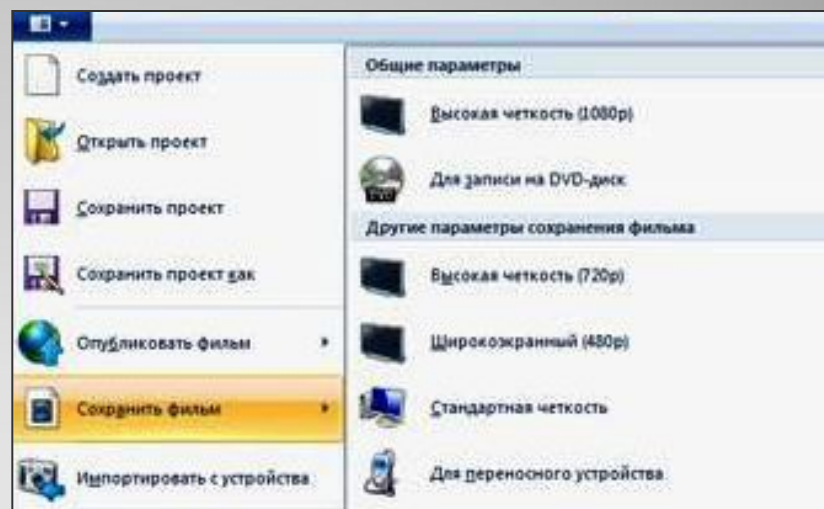 Создать проект
Открыть проект
Сохранить проект
Сохранить проект как
Опубликовать фильм
Сохранить фильм
Импортировать с устройства
Общие параметры
Высокая четкость (1080p)
Для записи на DVD-диск
Другие параметры сохранения фильма
Высокая четкость (720p)
Широкоэкранный (480p)
Стандартная четкость
Для переносного устройства